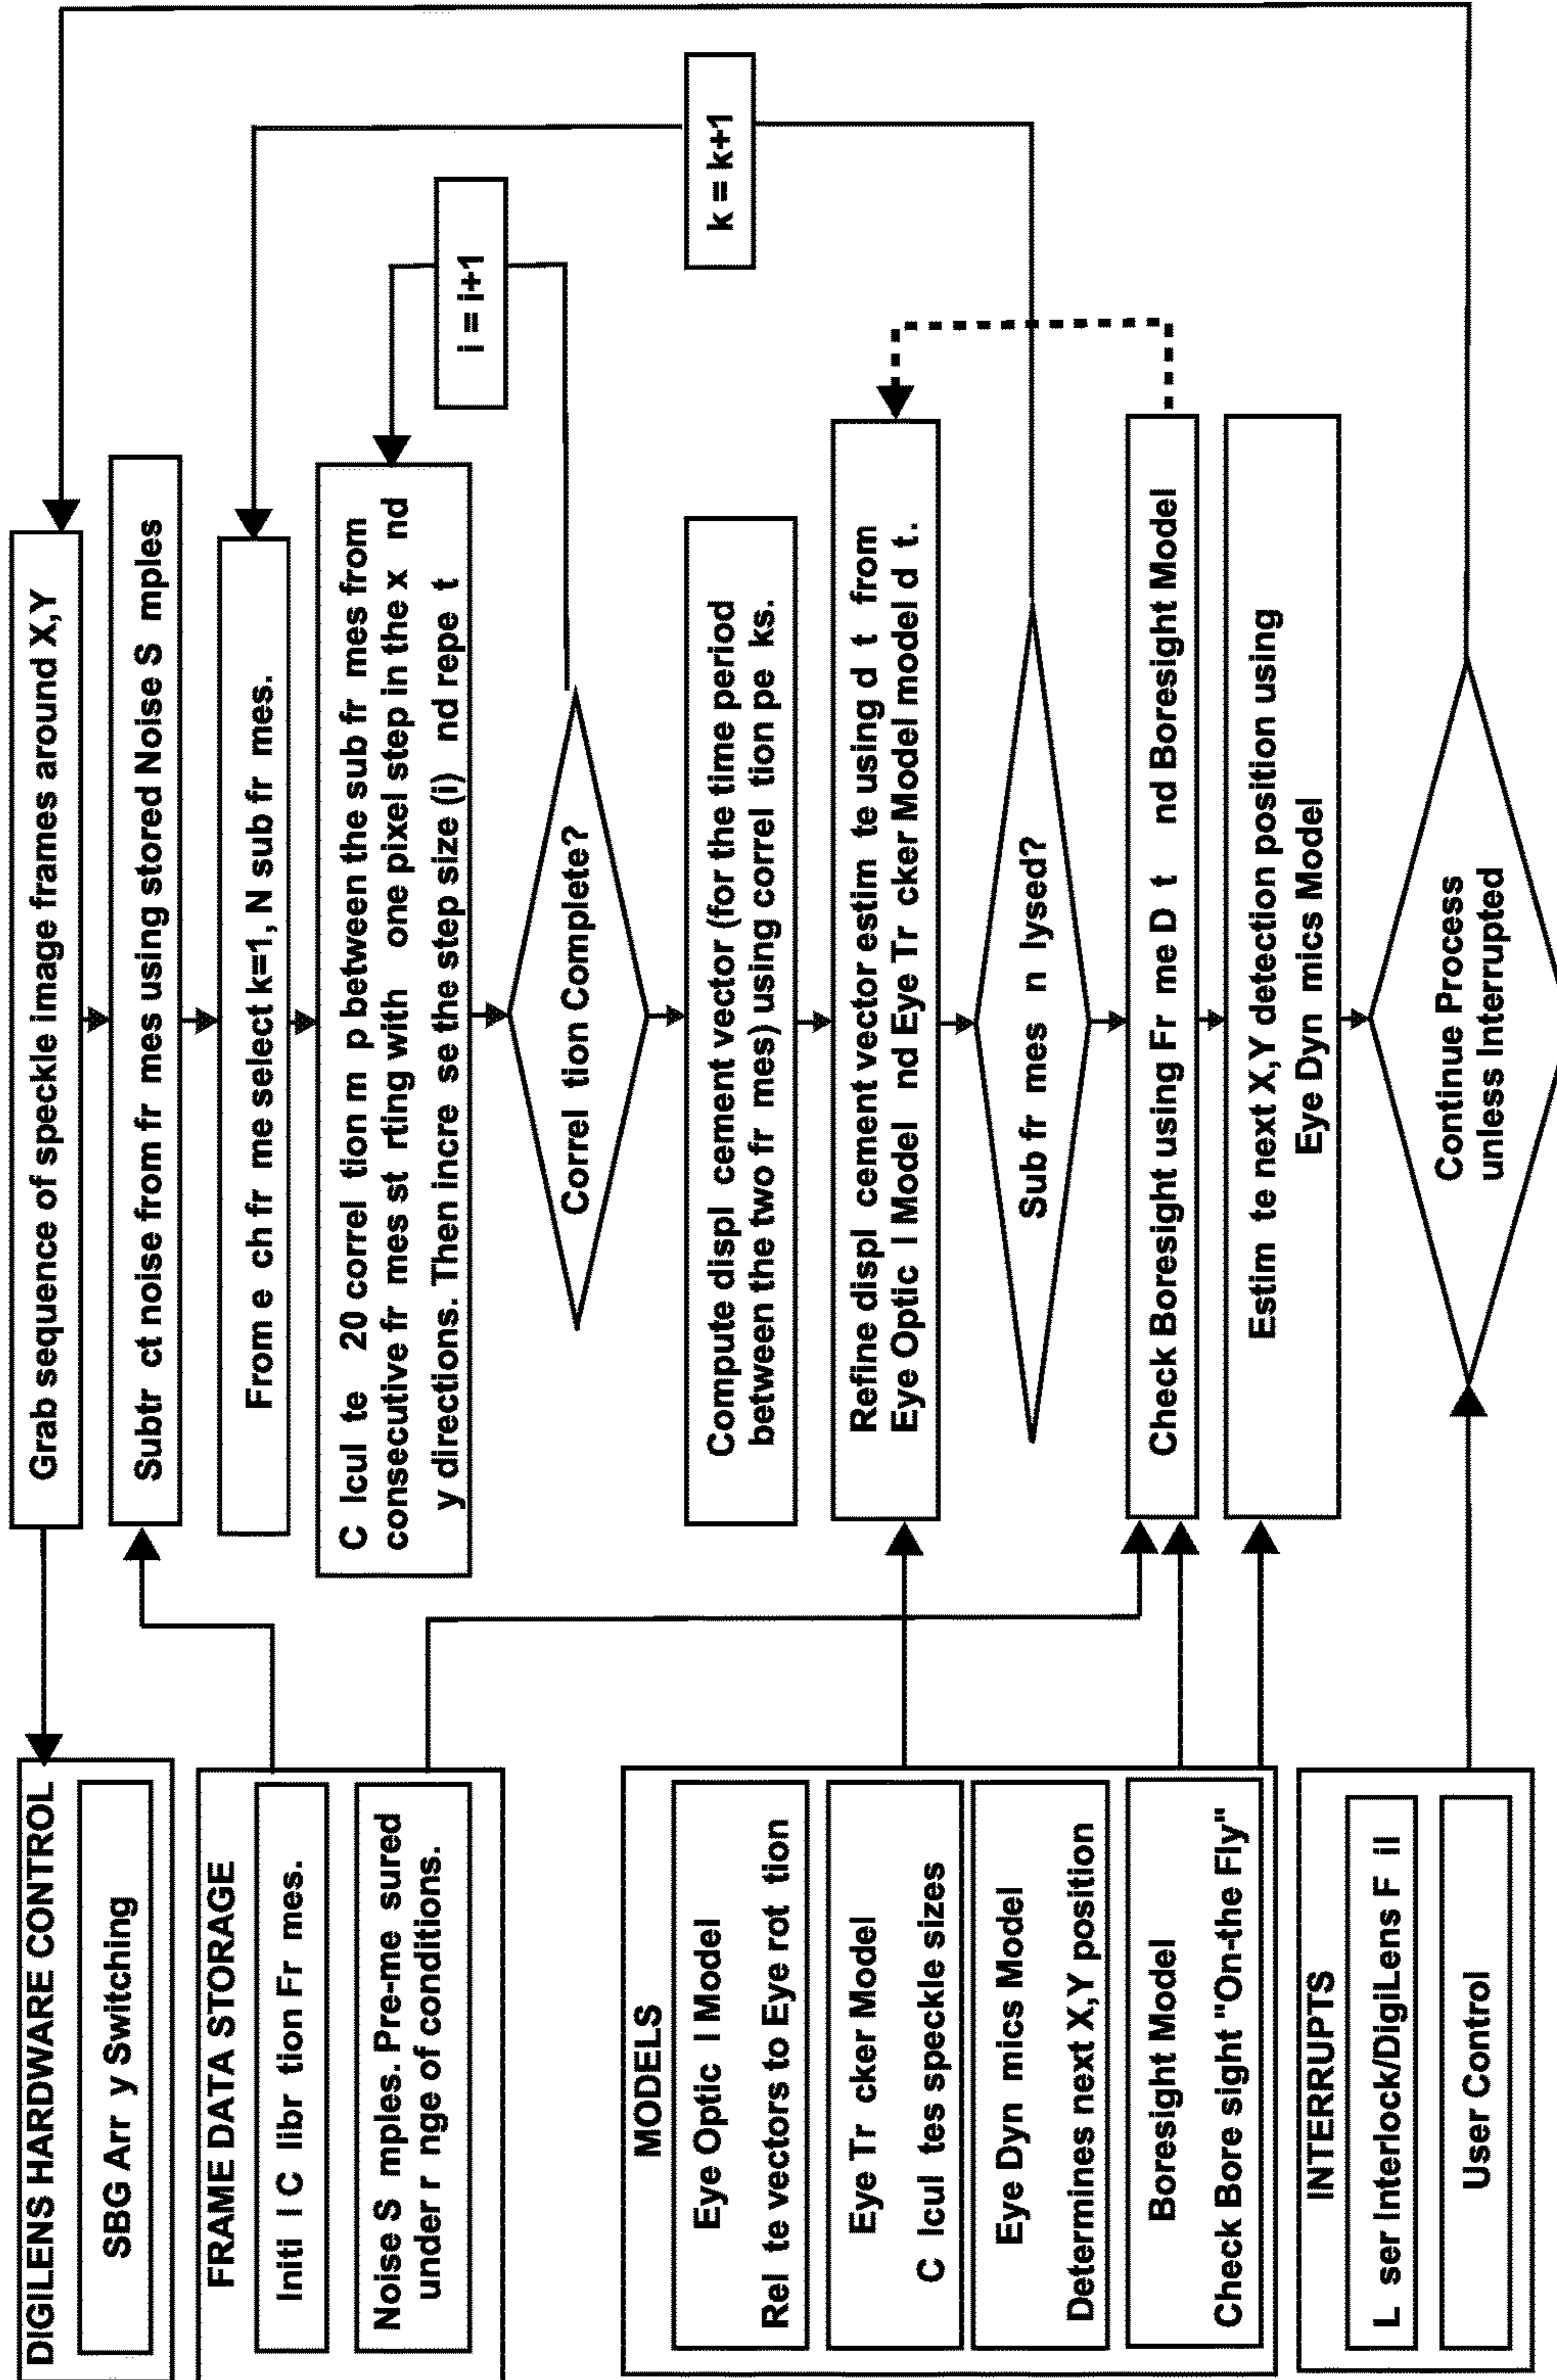 DIGILENS HARDWARE CONTROL
SBG Arr y Switching
FRAME DATA STORAGE
Initi l C libr tion Fr mes.
Noise S mples. Pre-me sured
under r nge of conditions.
MODELS
Eye Optic l Model
Rel te vectors to Eye rot tion
Eye Tr cker Model
C lcul tes speckle sizes
Eye Dyn mics Model
Determines next X,Y position
Boresight Model
Check Bore sight "On-the Fly"
INTERRUPTS
L ser Interlock/DigiLens F il
User Control
Grab sequence of speckle image frames around X,Y
Subtr ct noise from fr mes using stored Noise S mples
From e ch fr me select k=1, N sub fr mes.
C lcul te 20 correl tion m p between the sub fr mes from
consecutive fr mes st rting with one pixel step in the x nd
y directions. Then incre se the step size (i) nd repe t
Correl tion Complete?
i = i+1
Compute displ cement vector (for the time period
between the two fr mes) using correl tion pe ks.
k = k+1
Refine displ cement vector estim te using d t from
Eye Optic l Model nd Eye Tr cker Model model d t.
Sub fr mes n lysed?
Check Boresight using Fr me D t nd Boresight Model
Estim te next X,Y detection position using
Eye Dyn mics Model
Continue Process
unless Interrupted